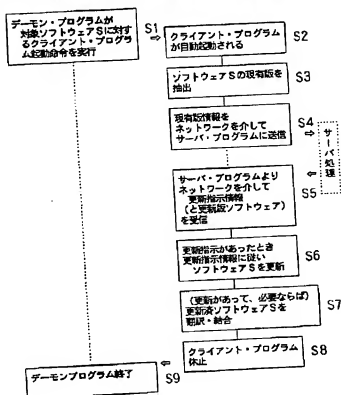 デーモン・プログラムが
対象ソフトウェアSに対す
るクライアント・プログラ
ム起動命令を実行
S1
クライアント・プログラム
が自動起動される
S2
ソフトウェアSの現有版を
抽出
S3
現有版情報を
ネットワークを介して
サーバ・プログラムに送信
S4
サーバ処理
サーバ・プログラムより
ネットワークを介して
更新指示情報
(と更新版ソフトウェア)
を受信
S5
更新指示があったとき
更新指示情報に従い
ソフトウェアSを更新
S6
(更新があって、必要ならば)
更新済ソフトウェアSを
翻訳・結合
S7
クライアント・プログラム
休止
S8
デーモンプログラム終了
S9